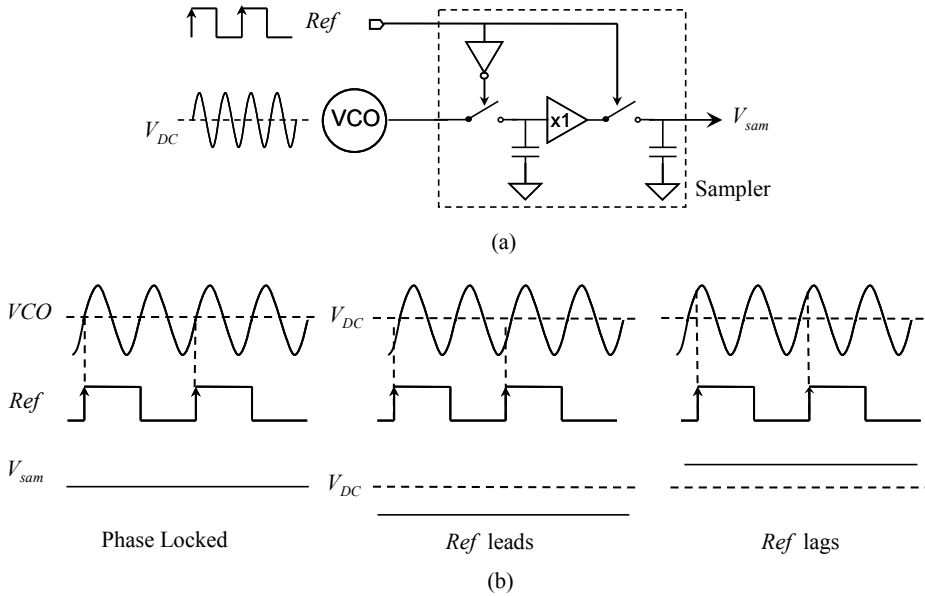 Ref
V_DC
VCO
x1
V_sam
Sampler
(a)
VCO
V_DC
Ref
V_sam
V_DC
Phase Locked
Ref leads
Ref lags
(b)